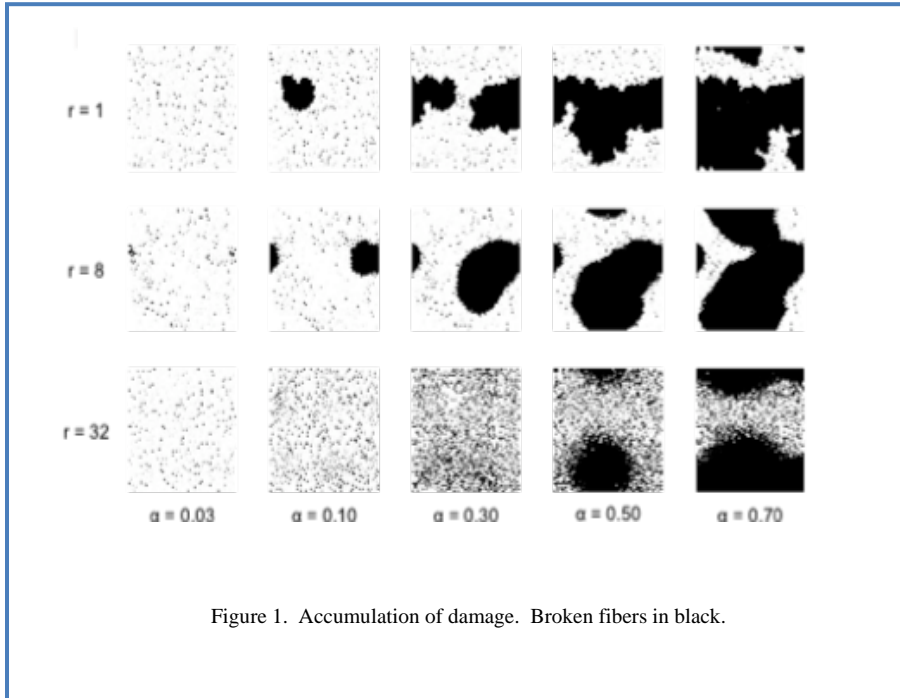 r = 1
r = 8
r = 32
α = 0.03
α = 0.10
α = 0.30
α = 0.50
α = 0.70
Figure 1. Accumulation of damage. Broken fibers in black.